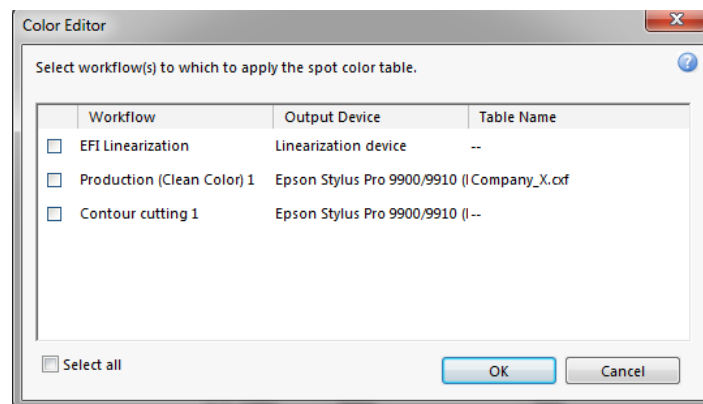 Color Editor
Select workflow(s) to which to apply the spot color table.
Workflow Output Device Table Name
EFI Linearization Linearization device --
Production (Clean Color) 1 Epson Stylus Pro 9900/9910 (I Company_X.cxf
Contour cutting 1 Epson Stylus Pro 9900/9910 (I --
Select all OK Cancel